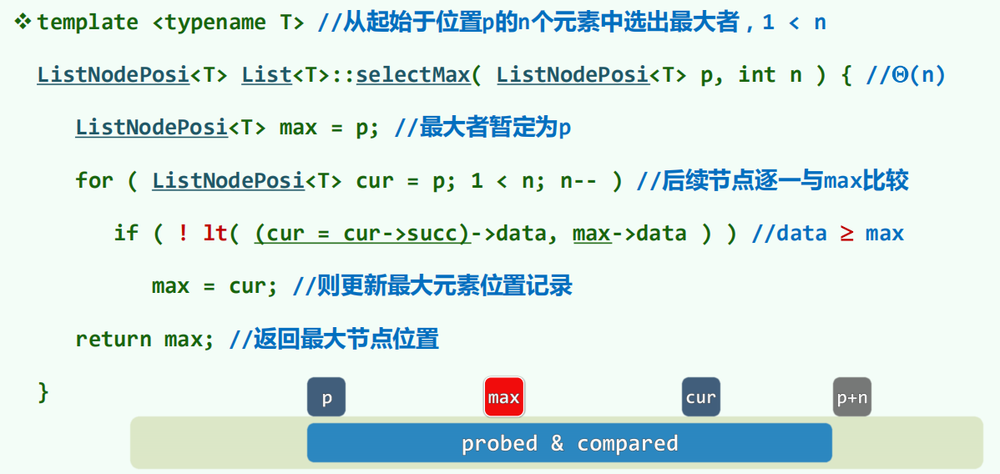 ❖ template <typename T> //从起始于位置p的n个元素中选出最大者，1 < n
ListNodePosi<T> List<T>::selectMax( ListNodePosi<T> p, int n ) { //Θ(n)
ListNodePosi<T> max = p; //最大者暂定为p
for ( ListNodePosi<T> cur = p; 1 < n; n-- ) //后续节点逐一与max比较
if ( ! lt( (cur = cur->succ)->data, max->data ) ) //data ≥ max
max = cur; //则更新最大元素位置记录
return max; //返回最大节点位置
}
p max cur p+n
probed & compared